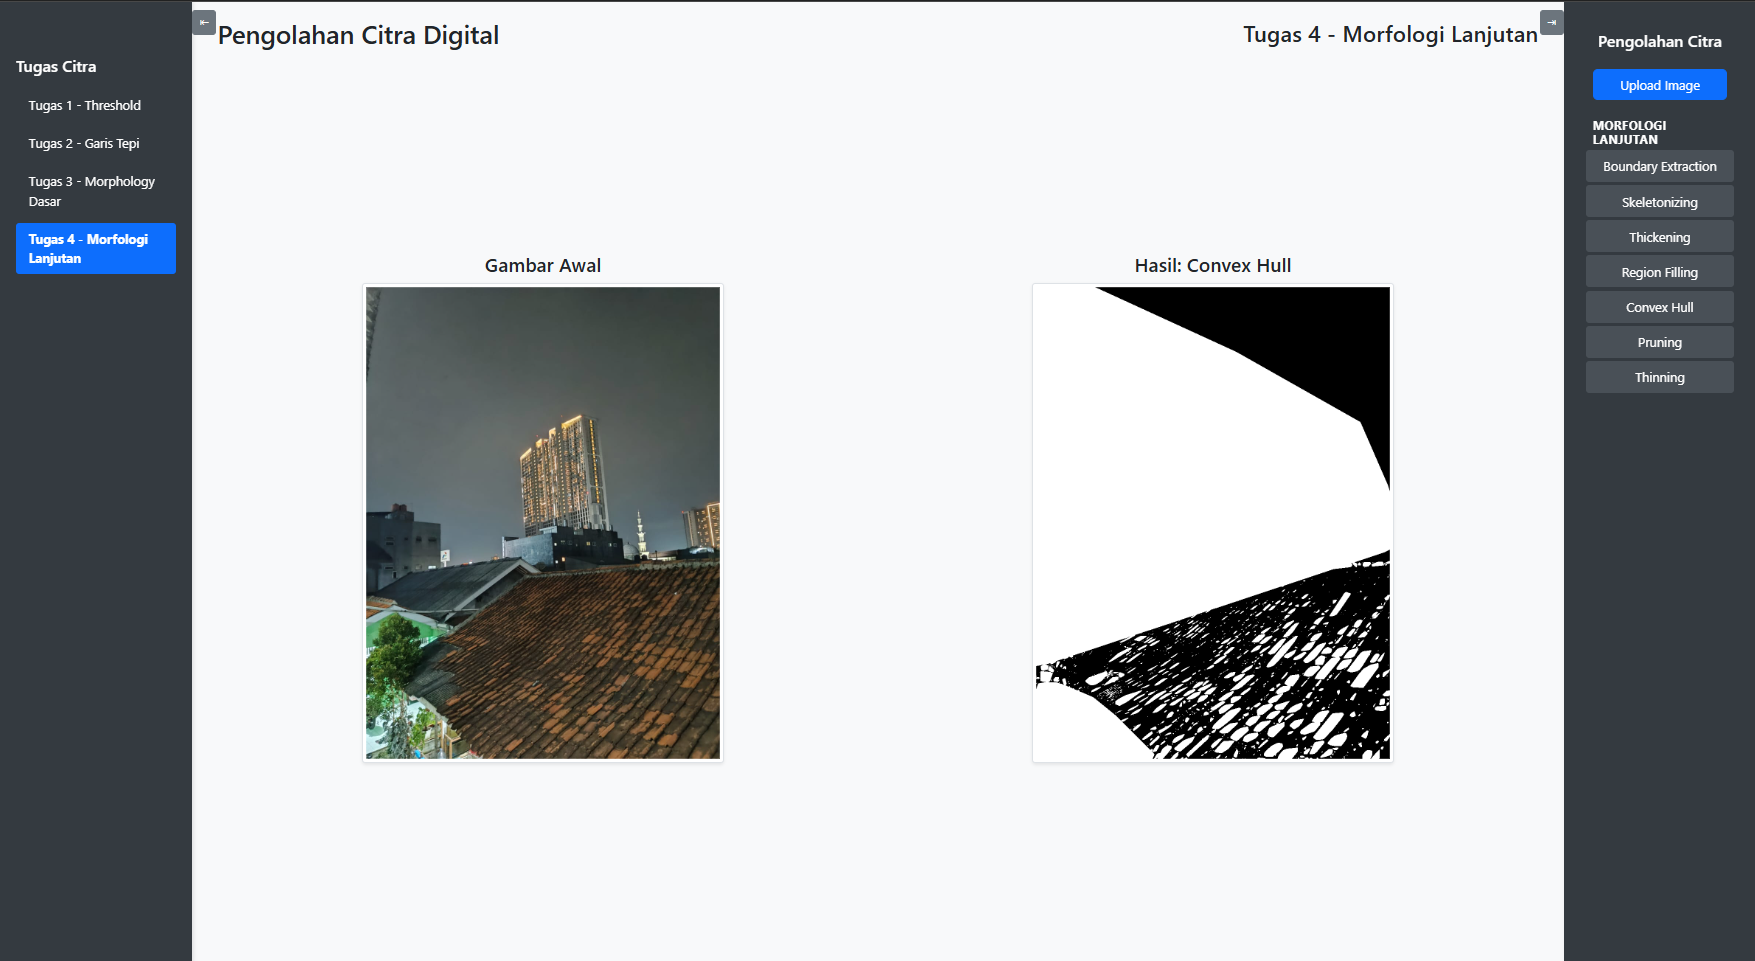 Tugas Citra
Tugas 1 - Threshold
Tugas 2 - Garis Tepi
Tugas 3 - Morphology
Dasar
Tugas 4 - Morfologi
Lanjutan
Pengolahan Citra Digital
Tugas 4 - Morfologi Lanjutan
Gambar Awal
Hasil: Convex Hull
Pengolahan Citra
Upload Image
MORFOLOGI
LANJUTAN
Boundary Extraction
Skeletonizing
Thickening
Region Filling
Convex Hull
Pruning
Thinning